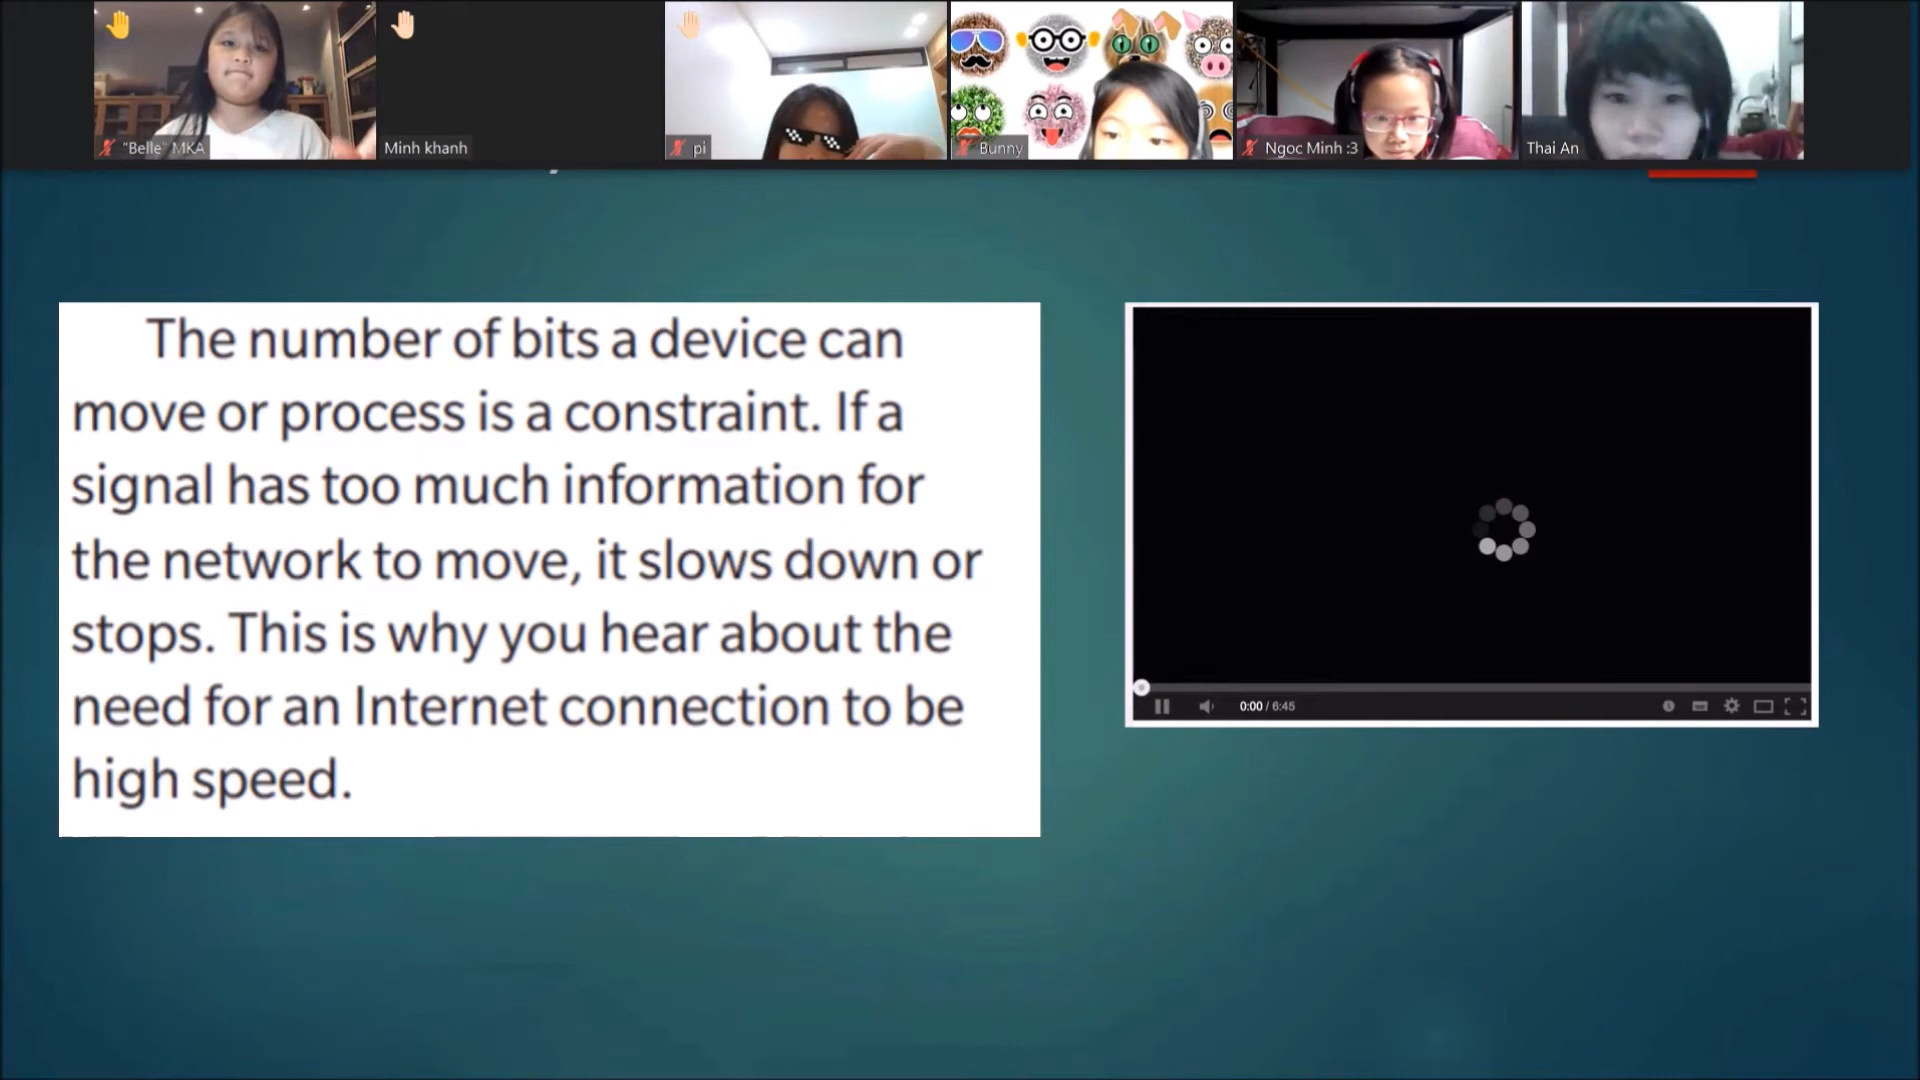 "Belle" MKA
Minh khanh
pi
Bunny
Ngoc Minh :3
Thai An
The number of bits a device can
move or process is a constraint. If a
signal has too much information for
the network to move, it slows down or
stops. This is why you hear about the
need for an Internet connection to be
high speed.
0:00 / 6:45